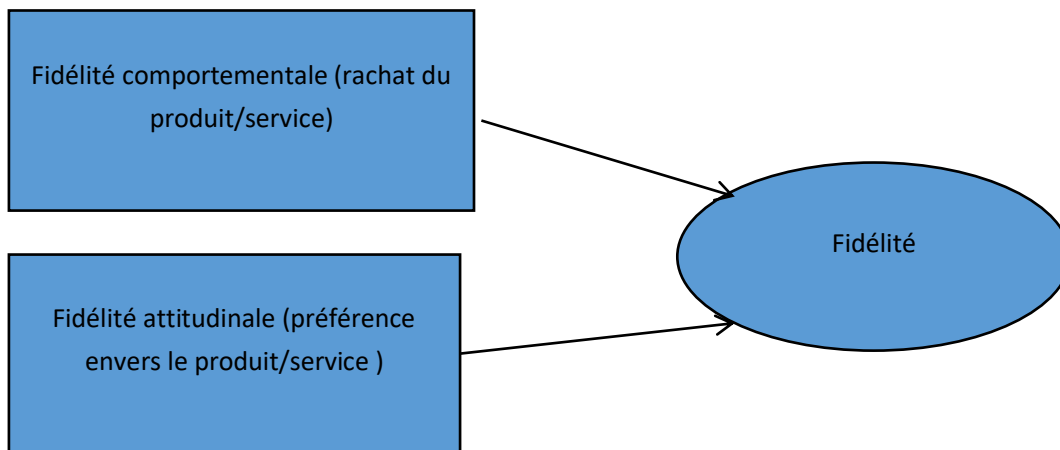 Fidélité comportementale (rachat du
produit/service)
Fidélité
Fidélité attitudinale (préférence
envers le produit/service )